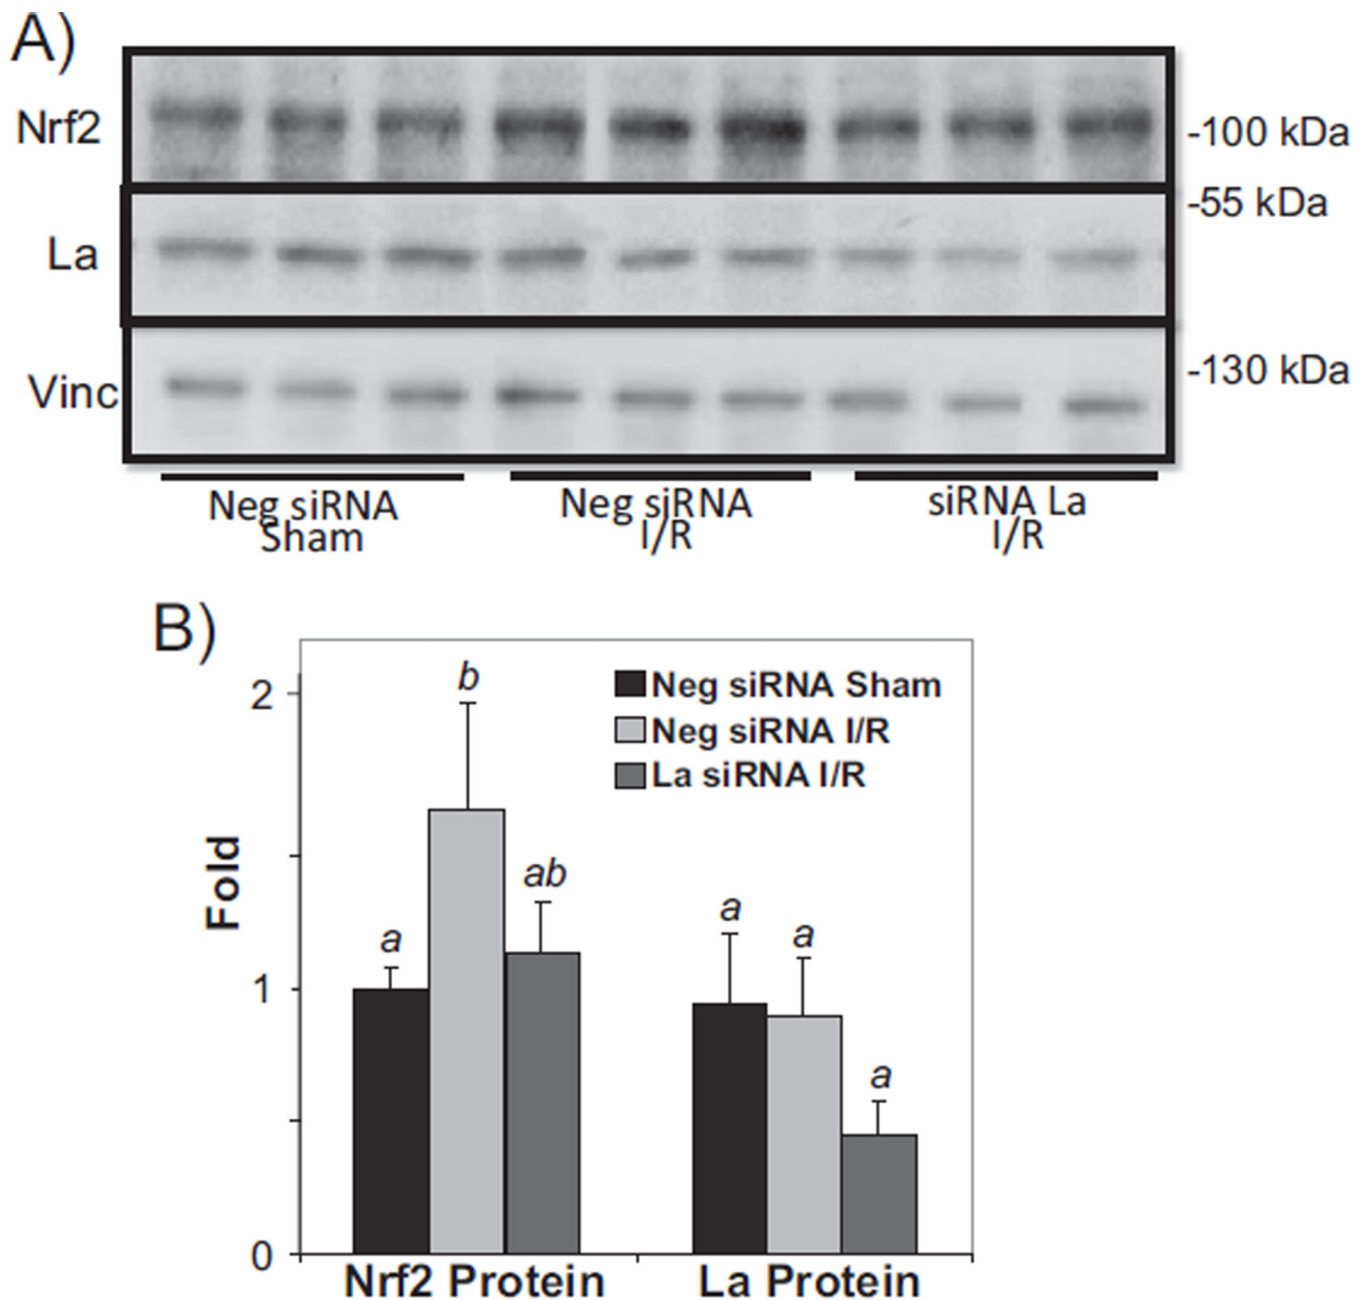 A)
Nrf2
-100 kDa
-55 kDa
La
-130 kDa
Vinc
Neg siRNA
Sham
Neg siRNA
I/R
siRNA La
I/R
B)
Neg siRNA Sham
Neg siRNA I/R
La siRNA I/R
Fold
2
1
0
a
b
ab
a
a
a
Nrf2 Protein
La Protein